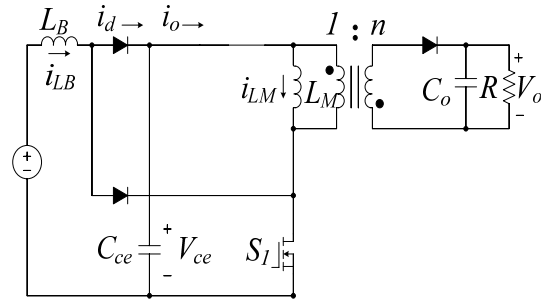 L_B i_d i_o 1 : n
i_LB i_LM L_M C_o R V_o + −
+ −
C_ce + V_ce − S_1